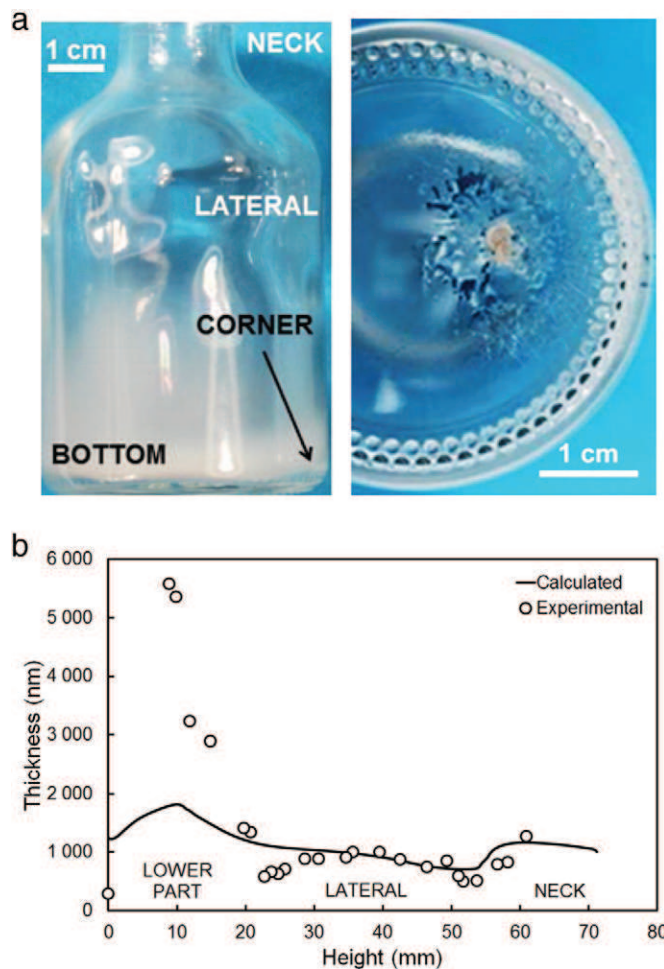 a
1 cm
NECK
LATERAL
CORNER
BOTTOM
1 cm
b
6 000
5 000
4 000
3 000
2 000
1 000
0
Thickness (nm)
Calculated
Experimental
LOWER
PART
LATERAL
NECK
0
10
20
30
40
50
60
70
80
Height (mm)